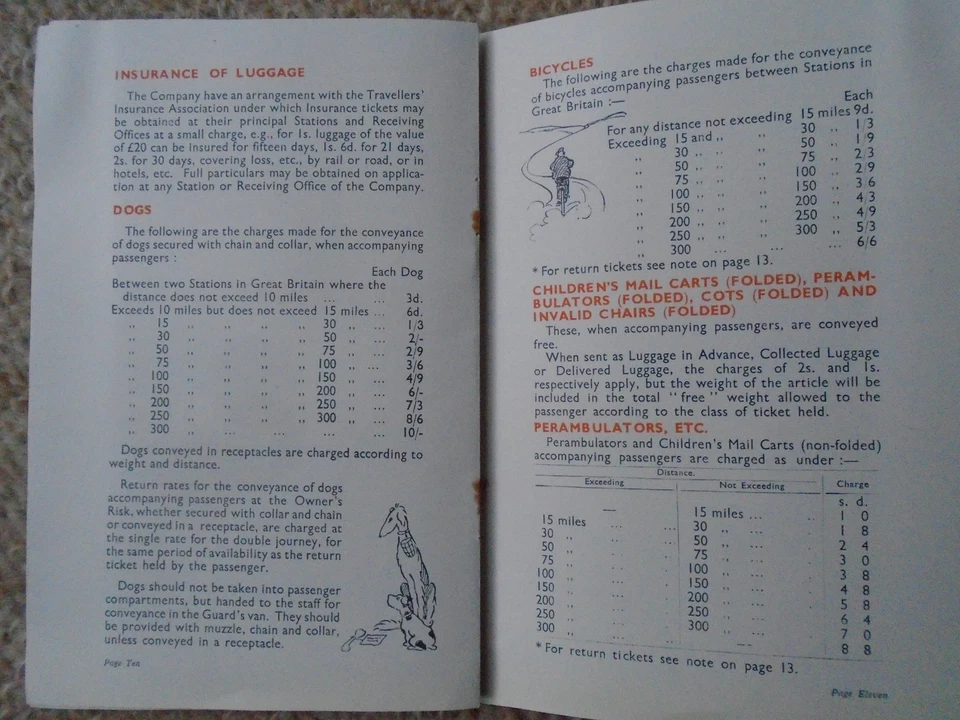 INSURANCE OF LUGGAGE
The Company have an arrangement with the Travellers'
Insurance Association under which Insurance tickets may
be obtained at their principal Stations and Receiving
Offices at a small charge, e.g., for 1s. luggage of the value
of £20 can be insured for fifteen days, 1s. 6d. for 21 days,
2s. for 30 days, covering loss, etc., by rail or road, or in
hotels, etc. Full particulars may be obtained on applica-
tion at any Station or Receiving Office of the Company.
DOGS
The following are the charges made for the conveyance
of dogs secured with chain and collar, when accompanying
passengers :
Each Dog
Between two Stations in Great Britain where the
distance does not exceed 10 miles ... ... 3d.
Exceeds 10 miles but does not exceed 15 miles ... 6d.
,, 15 ,, ,, ,, 30 ,, ... 1/3
,, 30 ,, ,, ,, 50 ,, ... 2/-
,, 50 ,, ,, ,, 75 ,, ... 2/9
,, 75 ,, ,, ,, 100 ,, ... 3/6
,, 100 ,, ,, ,, 150 ,, ... 4/9
,, 150 ,, ,, ,, 200 ,, ... 6/-
,, 200 ,, ,, ,, 250 ,, ... 7/3
,, 250 ,, ,, ,, 300 ,, ... 8/6
,, 300 ,, ... ... ... ... 10/-
Dogs conveyed in receptacles are charged according to
weight and distance.
Return rates for the conveyance of dogs
accompanying passengers at the Owner's
Risk, whether secured with collar and chain
or conveyed in a receptacle, are charged at
the single rate for the double journey, for
the same period of availability as the return
ticket held by the passenger.
Dogs should not be taken into passenger
compartments, but handed to the staff for
conveyance in the Guard's van. They should
be provided with muzzle, chain and collar,
unless conveyed in a receptacle.
Page Ten
BICYCLES
The following are the charges made for the conveyance
of bicycles accompanying passengers between Stations in
Great Britain :—
Each
For any distance not exceeding 15 miles 9d.
Exceeding 15 and ,, ,, 30 ,, 1/3
,, 30 ,, ,, 50 ,, 1/9
,, 50 ,, ,, 75 ,, 2/3
,, 75 ,, ,, 100 ,, 2/9
,, 100 ,, ,, 150 ,, 3/6
,, 150 ,, ,, 200 ,, 4/3
,, 200 ,, ,, 250 ,, 4/9
,, 250 ,, ,, 300 ,, 5/3
,, 300 ... ... ... 6/6
* For return tickets see note on page 13.
CHILDREN'S MAIL CARTS (FOLDED), PERAM-
BULATORS (FOLDED), COTS (FOLDED) AND
INVALID CHAIRS (FOLDED)
These, when accompanying passengers, are conveyed
free.
When sent as Luggage in Advance, Collected Luggage
or Delivered Luggage, the charges of 2s. and 1s.
respectively apply, but the weight of the article will be
included in the total "free" weight allowed to the
passenger according to the class of ticket held.
PERAMBULATORS, ETC.
Perambulators and Children's Mail Carts (non-folded)
accompanying passengers are charged as under :—
Distance.
Exceeding Not Exceeding Charge
s. d.
— 15 miles ... 1 0
15 miles ... ... 30 ,, ... 1 8
30 ,, ... ... 50 ,, ... 2 4
50 ,, ... ... 75 ,, ... 3 0
75 ,, ... ... 100 ,, ... 3 8
100 ,, ... ... 150 ,, ... 4 8
150 ,, ... ... 200 ,, ... 5 8
200 ,, ... ... 250 ,, ... 6 4
250 ,, ... ... 300 ,, ... 7 0
300 ,, ... ... — 8 8
* For return tickets see note on page 13.
Page Eleven